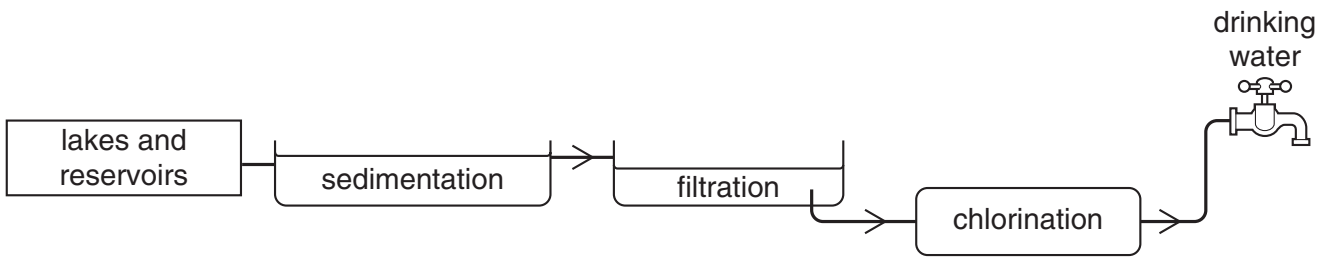 lakes and
reservoirs
sedimentation
filtration
chlorination
drinking
water